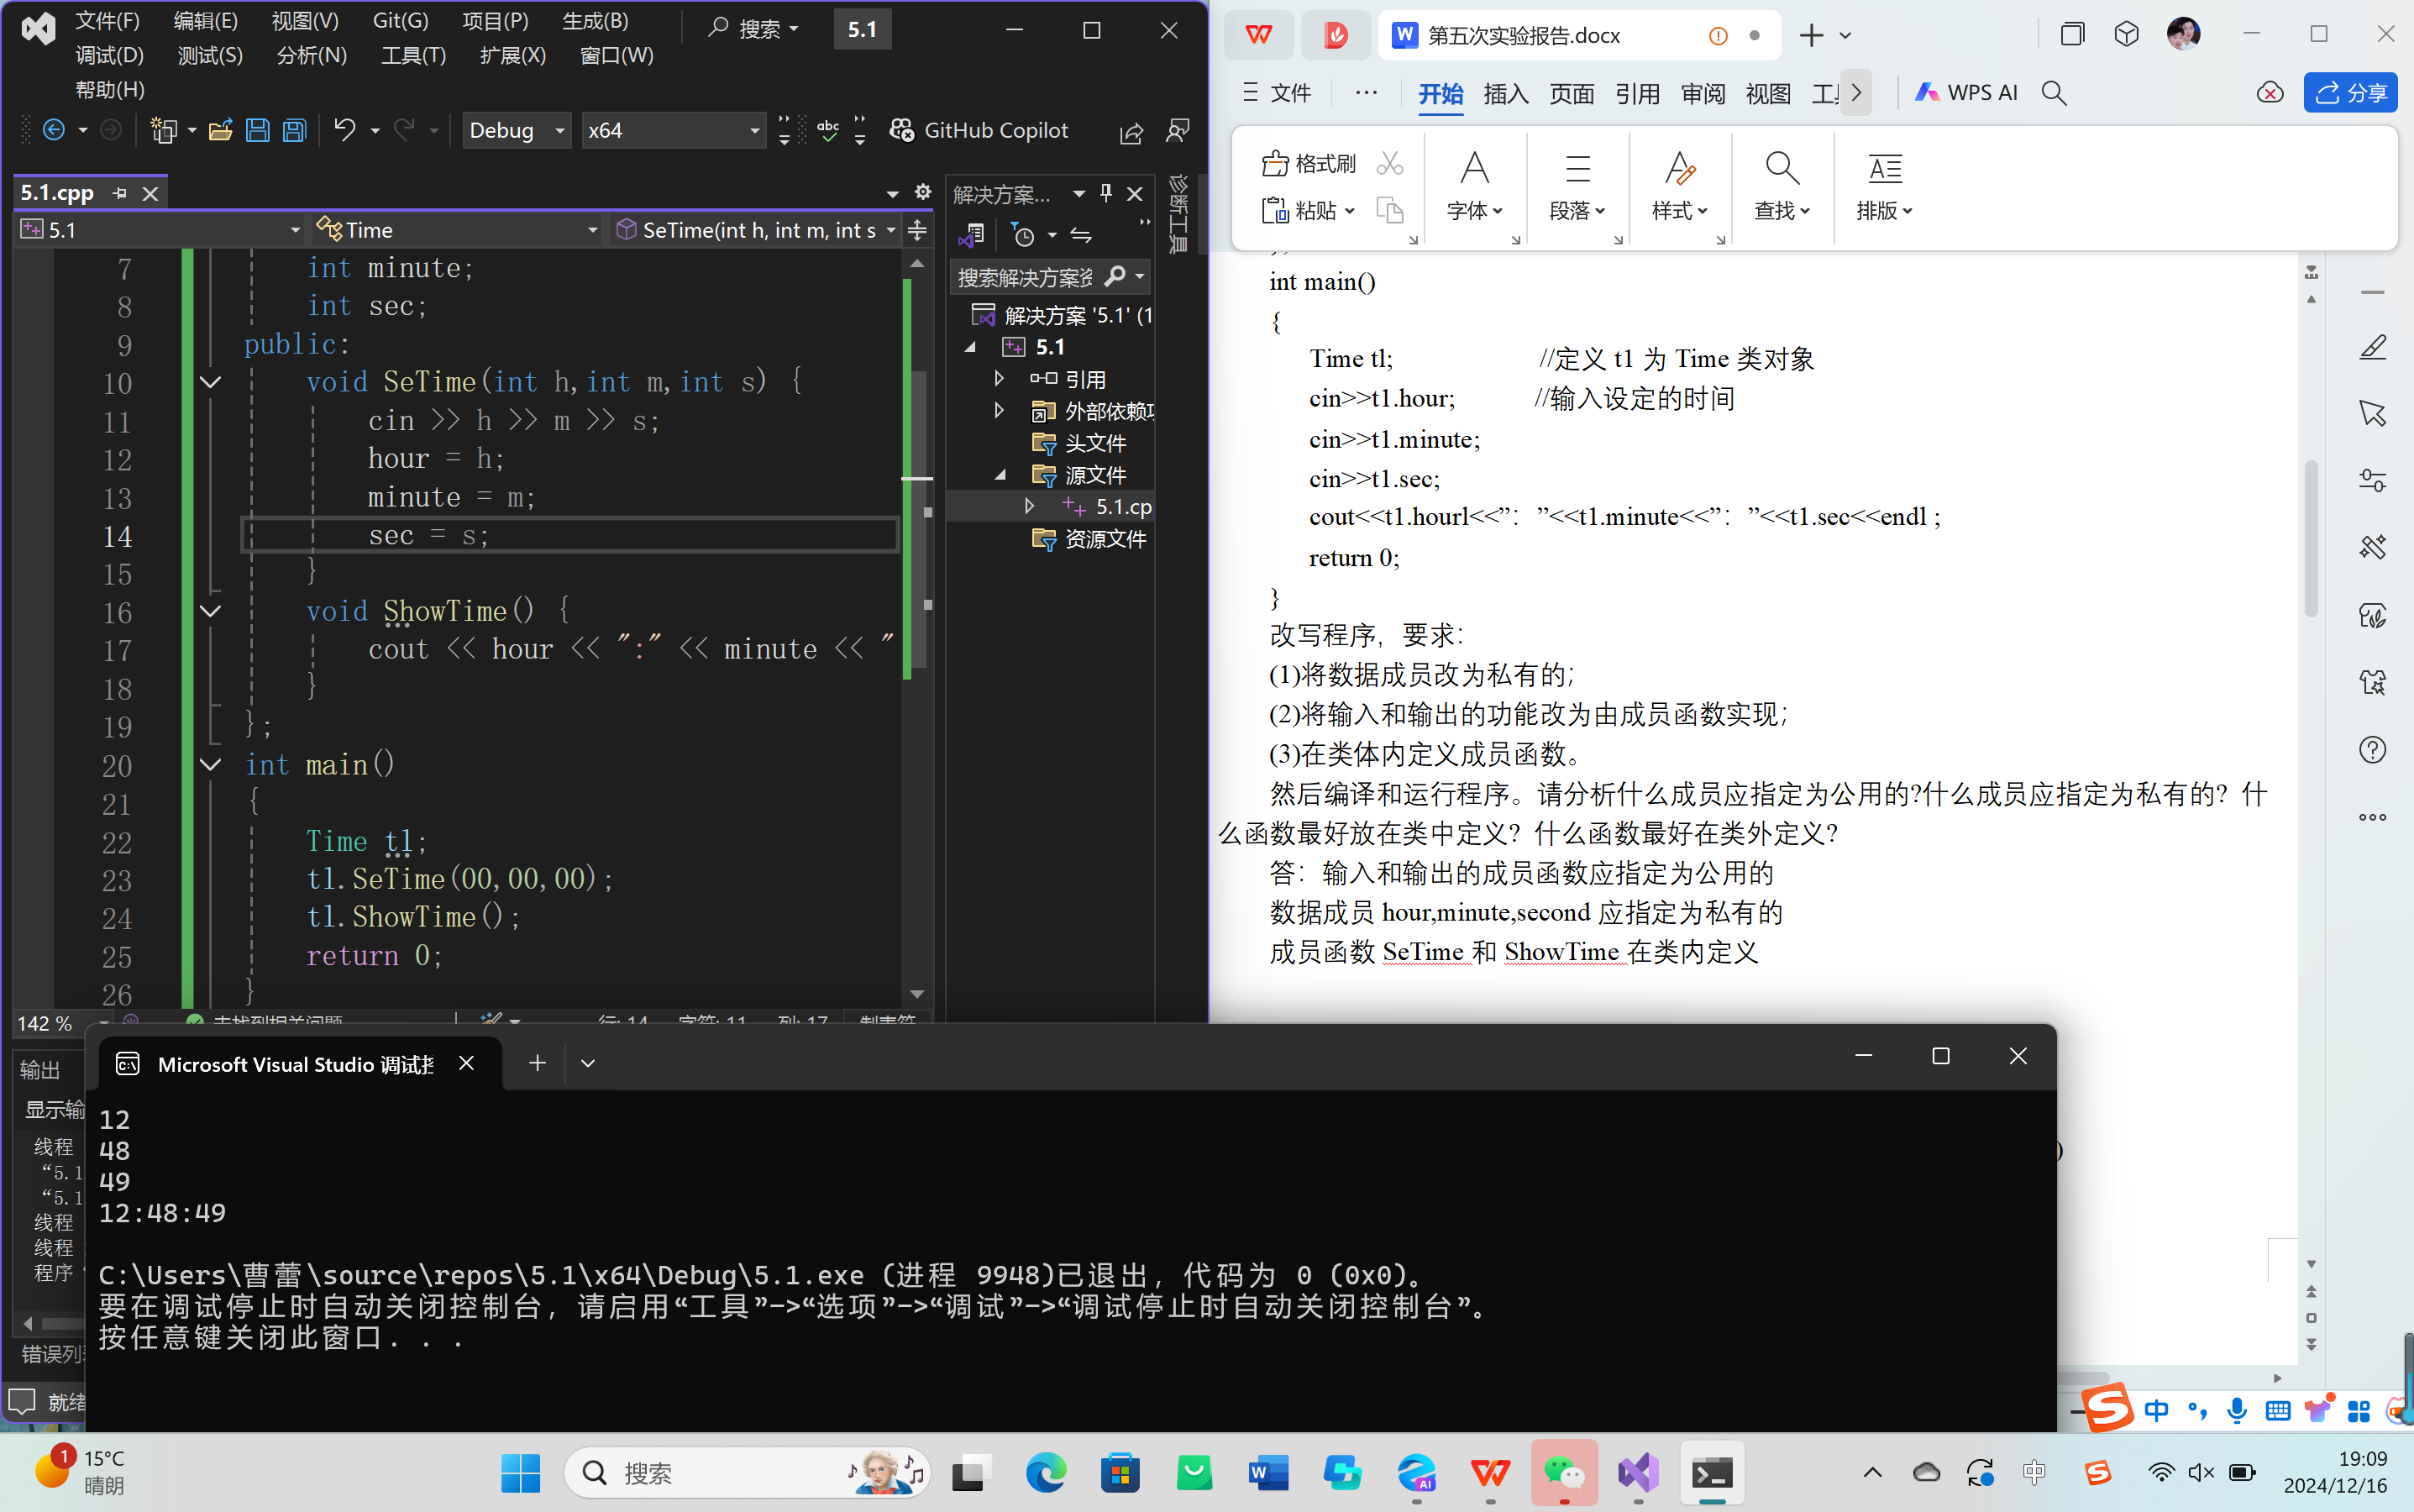 文件(F) 编辑(E) 视图(V) Git(G) 项目(P) 生成(B) 搜索 5.1
调试(D) 测试(S) 分析(N) 工具(T) 扩展(X) 窗口(W)
帮助(H)
Debug x64 GitHub Copilot
5.1.cpp
5.1 Time SeTime(int h, int m, int s
7 int minute;
8 int sec;
9 public:
10 void SeTime(int h,int m,int s) {
11 cin >> h >> m >> s;
12 hour = h;
13 minute = m;
14 sec = s;
15 }
16 void ShowTime() {
17 cout << hour << ":" << minute << "
18 }
19 };
20 int main()
21 {
22 Time tl;
23 tl.SeTime(00,00,00);
24 tl.ShowTime();
25 return 0;
26 }
142 % 未找到相关问题 行: 14 字符: 11 列: 17 制表符
解决方案...
诊断工具
搜索解决方案资
解决方案 '5.1' (1
5.1
引用
外部依赖项
头文件
源文件
5.1.cp
资源文件
输出
显示输
线程
“5.1
“5.1
线程
线程
程序“
错误列
就绪
第五次实验报告.docx
文件 ··· 开始 插入 页面 引用 审阅 视图 工 WPS AI 分享
格式刷
粘贴 字体 段落 样式 查找 排版
int main()
{
Time tl; //定义 t1 为 Time 类对象
cin>>t1.hour; //输入设定的时间
cin>>t1.minute;
cin>>t1.sec;
cout<<t1.hourl<<”：”<<t1.minute<<”：”<<t1.sec<<endl ;
return 0;
}
改写程序，要求：
(1)将数据成员改为私有的；
(2)将输入和输出的功能改为由成员函数实现；
(3)在类体内定义成员函数。
然后编译和运行程序。请分析什么成员应指定为公用的?什么成员应指定为私有的？什
么函数最好放在类中定义？什么函数最好在类外定义?
答：输入和输出的成员函数应指定为公用的
数据成员 hour,minute,second 应指定为私有的
成员函数 SeTime 和 ShowTime 在类内定义
)
Microsoft Visual Studio 调试控
12
48
49
12:48:49
C:\Users\曹蕾\source\repos\5.1\x64\Debug\5.1.exe (进程 9948)已退出，代码为 0 (0x0)。
要在调试停止时自动关闭控制台，请启用“工具”->“选项”->“调试”->“调试停止时自动关闭控制台”。
按任意键关闭此窗口. . .
中
1 15°C
晴朗
搜索
中
19:09
2024/12/16